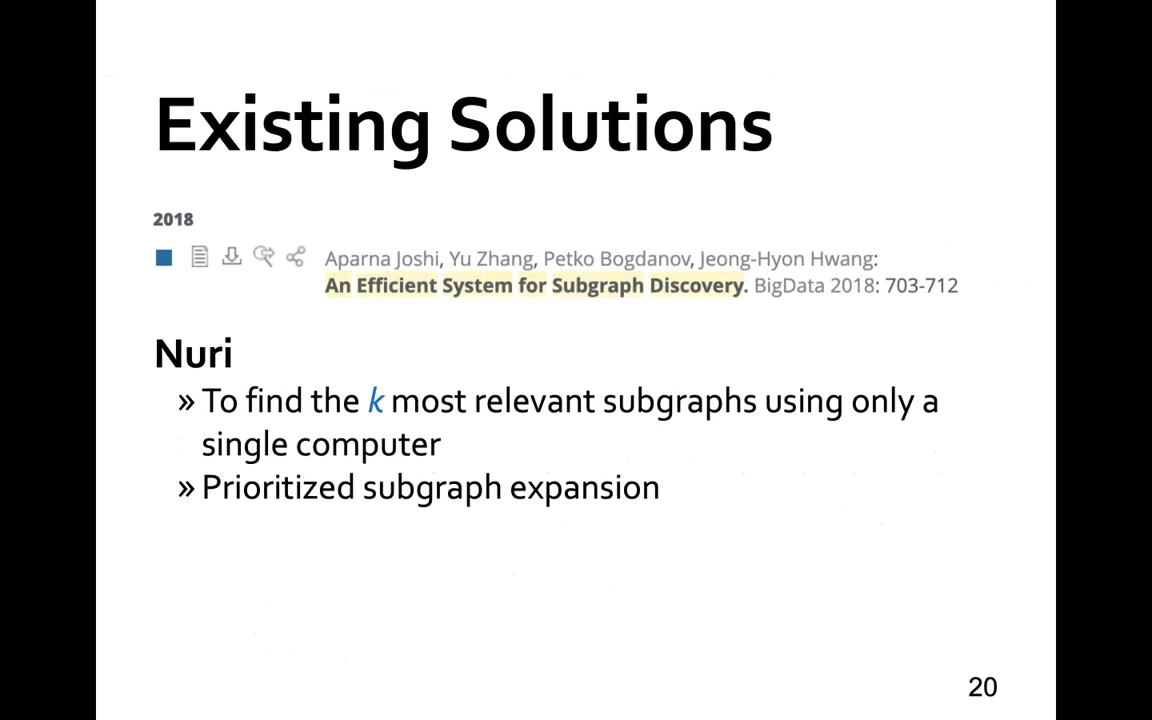 Existing Solutions
2018
Aparna Joshi, Yu Zhang, Petko Bogdanov, Jeong-Hyon Hwang:
An Efficient System for Subgraph Discovery. BigData 2018: 703-712
Nuri
» To find the k most relevant subgraphs using only a
single computer
» Prioritized subgraph expansion
20